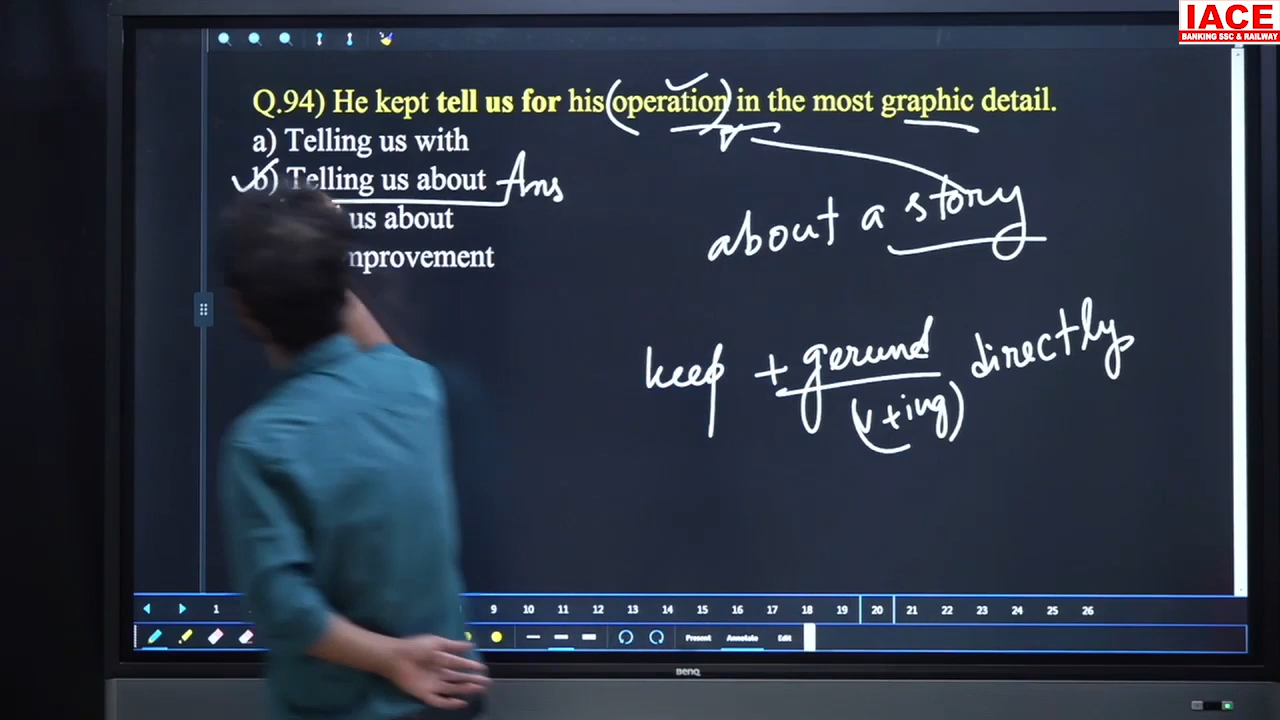 IACE
BANKING SSC & RAILWAY
Q.94) He kept tell us for his (operation) in the most graphic detail.
a) Telling us with
b) Telling us about Ans
us about
mprovement
about a story
keep + gerund directly
(v+ing)
1 9 10 11 12 13 14 15 16 17 18 19 20 21 22 23 24 25 26
Present Annotate Edit
BenQ